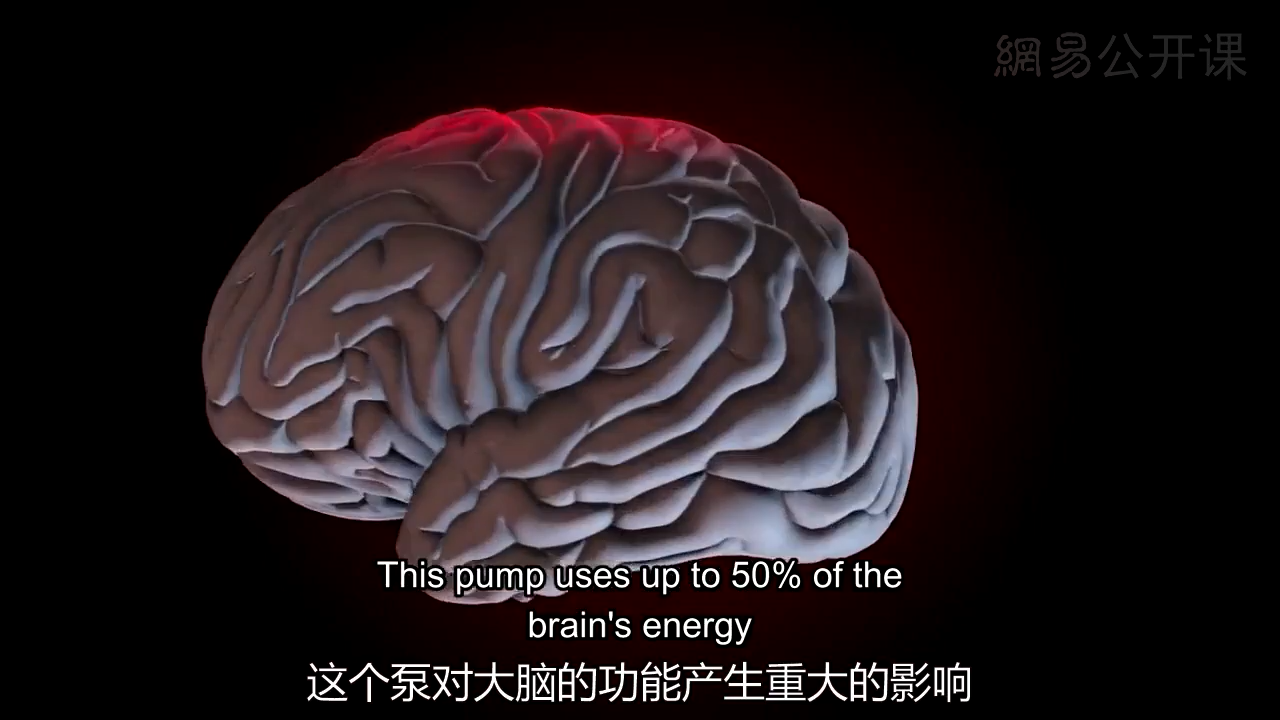 網易公开课
This pump uses up to 50% of the
brain's energy
这个泵对大脑的功能产生重大的影响